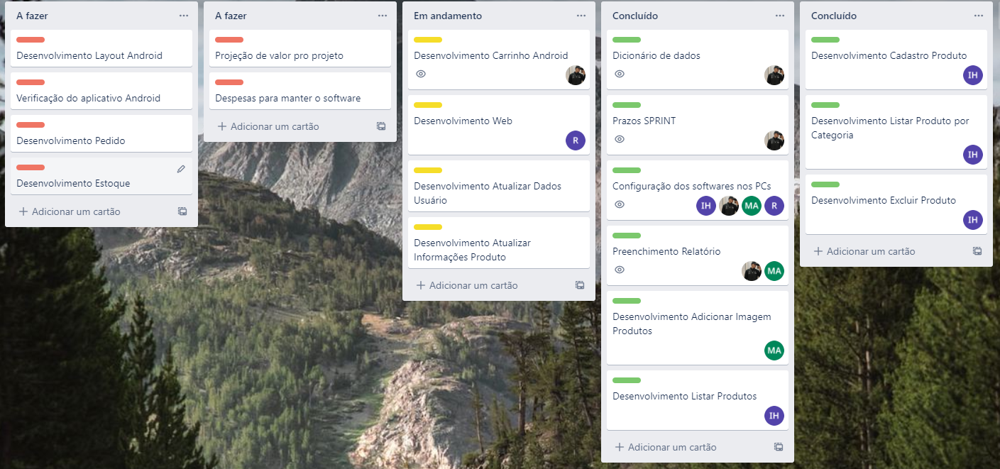 A fazer
Desenvolvimento Layout Android
Verificação do aplicativo Android
Desenvolvimento Pedido
Desenvolvimento Estoque
Adicionar um cartão
A fazer
Projeção de valor pro projeto
Despesas para manter o software
Adicionar um cartão
Em andamento
Desenvolvimento Carrinho Android
Desenvolvimento Web
R
Desenvolvimento Atualizar Dados
Usuário
Desenvolvimento Atualizar
Informações Produto
Adicionar um cartão
Concluído
Dicionário de dados
Prazos SPRINT
Configuração dos softwares nos PCs
IH MA R
Preenchimento Relatório
MA
Desenvolvimento Adicionar Imagem
Produtos
MA
Desenvolvimento Listar Produtos
IH
Adicionar um cartão
Concluído
Desenvolvimento Cadastro Produto
IH
Desenvolvimento Listar Produto por
Categoria
IH
Desenvolvimento Excluir Produto
IH
Adicionar um cartão